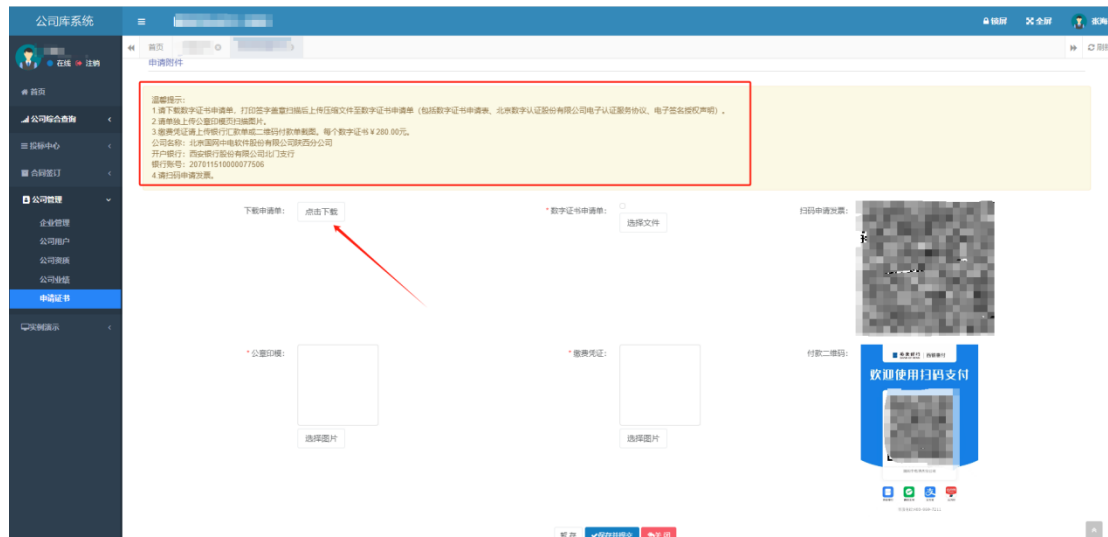 公司库系统
锁屏 全屏
在线 注销
首页
首页
申请附件
公司综合查询
投标中心
合同签订
公司管理
企业管理
公司用户
公司资质
公司业绩
申请证书
实例演示
温馨提示：
1.请下载数字证书申请单，打印签字盖章扫描后上传压缩文件至数字证书申请单（包括数字证书申请表、北京数字认证股份有限公司电子认证服务协议、电子签名授权声明）。
2.请单独上传公章印模页扫描图片。
3.缴费凭证请上传银行汇款单或二维码付款单截图。每个数字证书￥280.00元。
公司名称：北京国网中电软件股份有限公司陕西分公司
开户银行：西安银行股份有限公司北门支行
银行账号：207011510000077506
4.请扫码申请发票。
下载申请单： 点击下载
*数字证书申请单： 选择文件
扫码申请发票：
*公章印模： 选择图片
*缴费凭证： 选择图片
付款二维码：
欢迎使用扫码支付
暂存 保存并提交 关闭